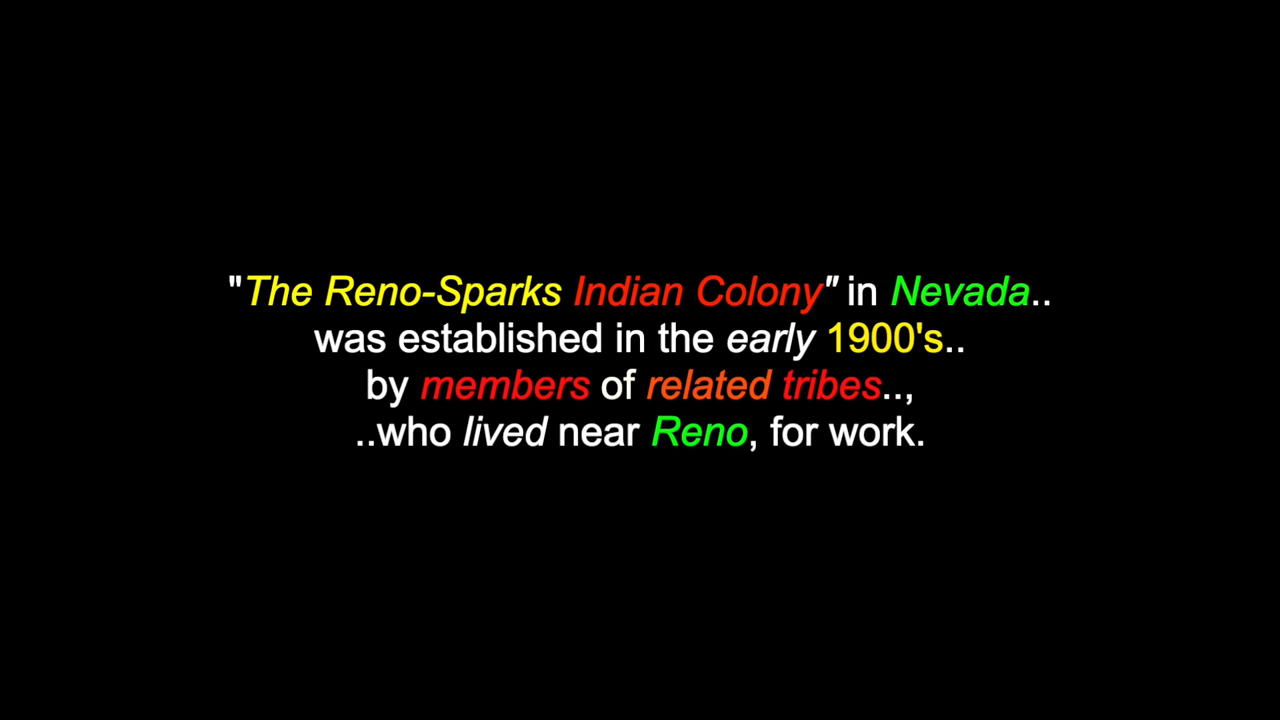 "The Reno-Sparks Indian Colony" in Nevada..
was established in the early 1900's..
by members of related tribes..,
..who lived near Reno, for work.